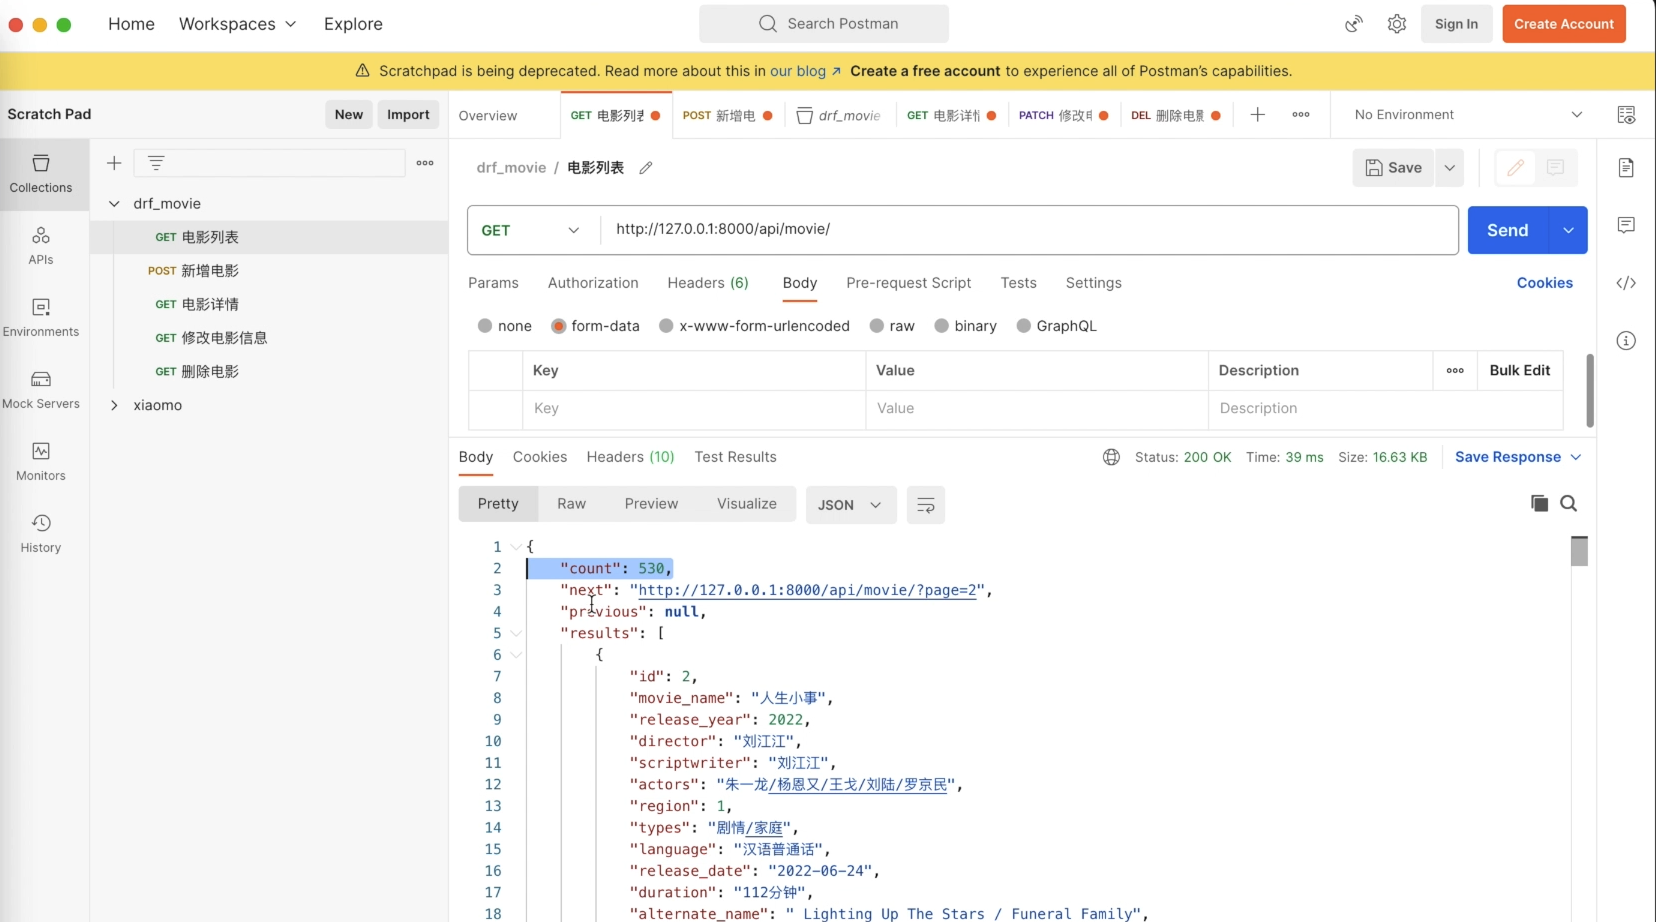 Home Workspaces Explore Search Postman Sign In Create Account
Scratchpad is being deprecated. Read more about this in our blog ↗ Create a free account to experience all of Postman's capabilities.
Scratch Pad New Import Overview GET 电影列表 POST 新增电 drf_movie GET 电影详情 PATCH 修改 DEL 删除电影 No Environment
Collections
APIs
Environments
Mock Servers
Monitors
History
drf_movie
GET 电影列表
POST 新增电影
GET 电影详情
GET 修改电影信息
GET 删除电影
xiaomo
drf_movie / 电影列表 Save
GET http://127.0.0.1:8000/api/movie/ Send
Params Authorization Headers (6) Body Pre-request Script Tests Settings Cookies
none form-data x-www-form-urlencoded raw binary GraphQL
Key Value Description Bulk Edit
Key Value Description
Body Cookies Headers (10) Test Results Status: 200 OK Time: 39 ms Size: 16.63 KB Save Response
Pretty Raw Preview Visualize JSON
1 {
2 "count": 530,
3 "next": "http://127.0.0.1:8000/api/movie/?page=2",
4 "previous": null,
5 "results": [
6 {
7 "id": 2,
8 "movie_name": "人生小事",
9 "release_year": 2022,
10 "director": "刘江江",
11 "scriptwriter": "刘江江",
12 "actors": "朱一龙/杨恩又/王戈/刘陆/罗京民",
13 "region": 1,
14 "types": "剧情/家庭",
15 "language": "汉语普通话",
16 "release_date": "2022-06-24",
17 "duration": "112分钟",
18 "alternate_name": " Lighting Up The Stars / Funeral Family",